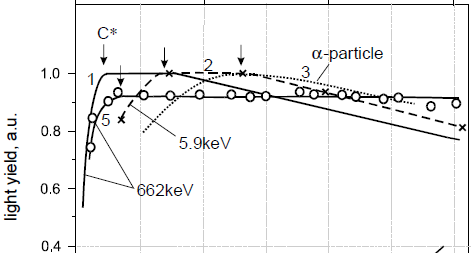 C*
α-particle
1
2
3
1.0
5
5.9keV
0.8
662keV
0.6
0,4
light yield, a.u.